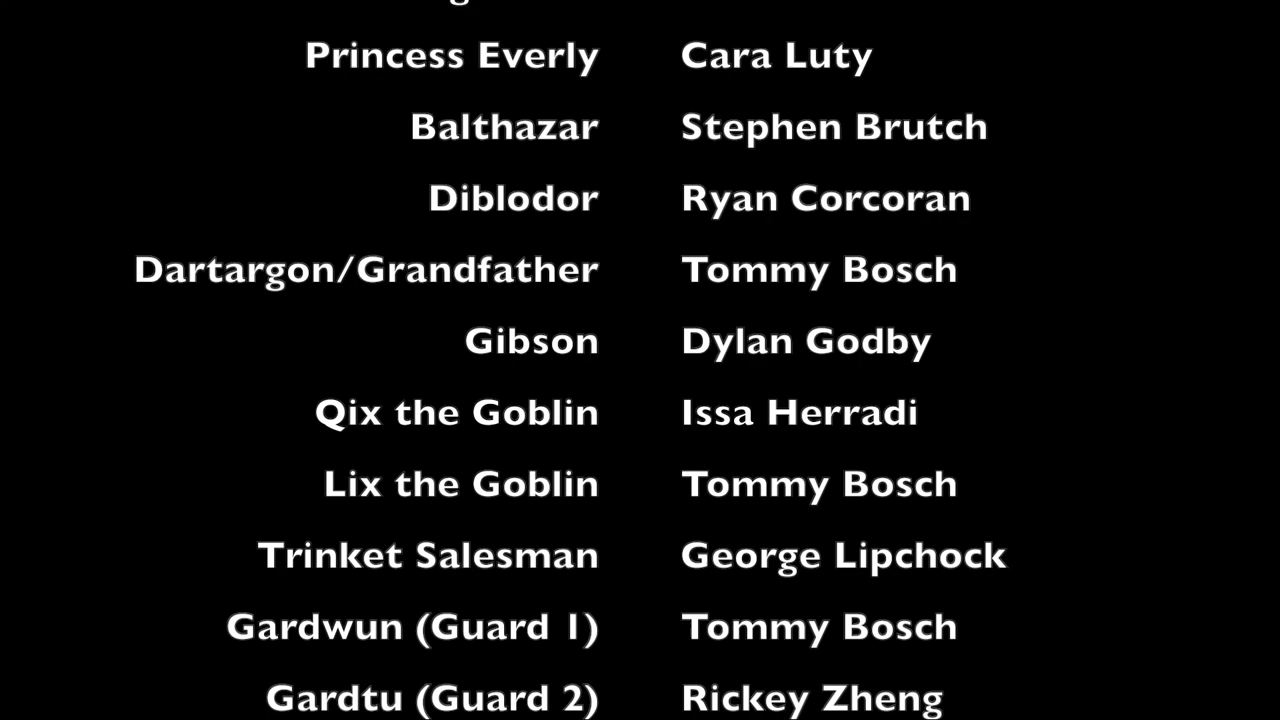 Princess Everly Cara Luty
Balthazar Stephen Brutch
Diblodor Ryan Corcoran
Dartargon/Grandfather Tommy Bosch
Gibson Dylan Godby
Qix the Goblin Issa Herradi
Lix the Goblin Tommy Bosch
Trinket Salesman George Lipchock
Gardwun (Guard 1) Tommy Bosch
Gardtu (Guard 2) Rickey Zheng